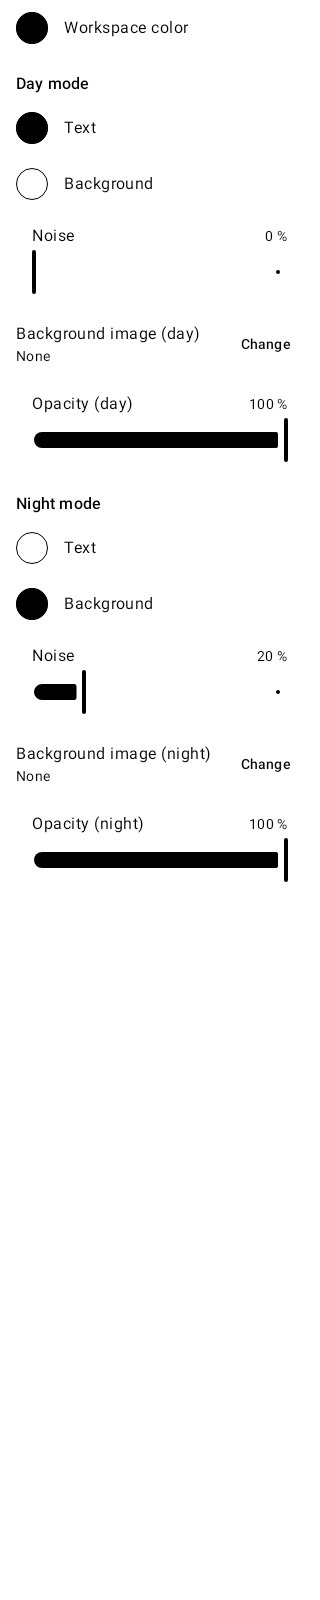 Workspace color
Day mode
Text
Background
Noise 0 %
Background image (day)
None
Change
Opacity (day) 100 %
Night mode
Text
Background
Noise 20 %
Background image (night)
None
Change
Opacity (night) 100 %